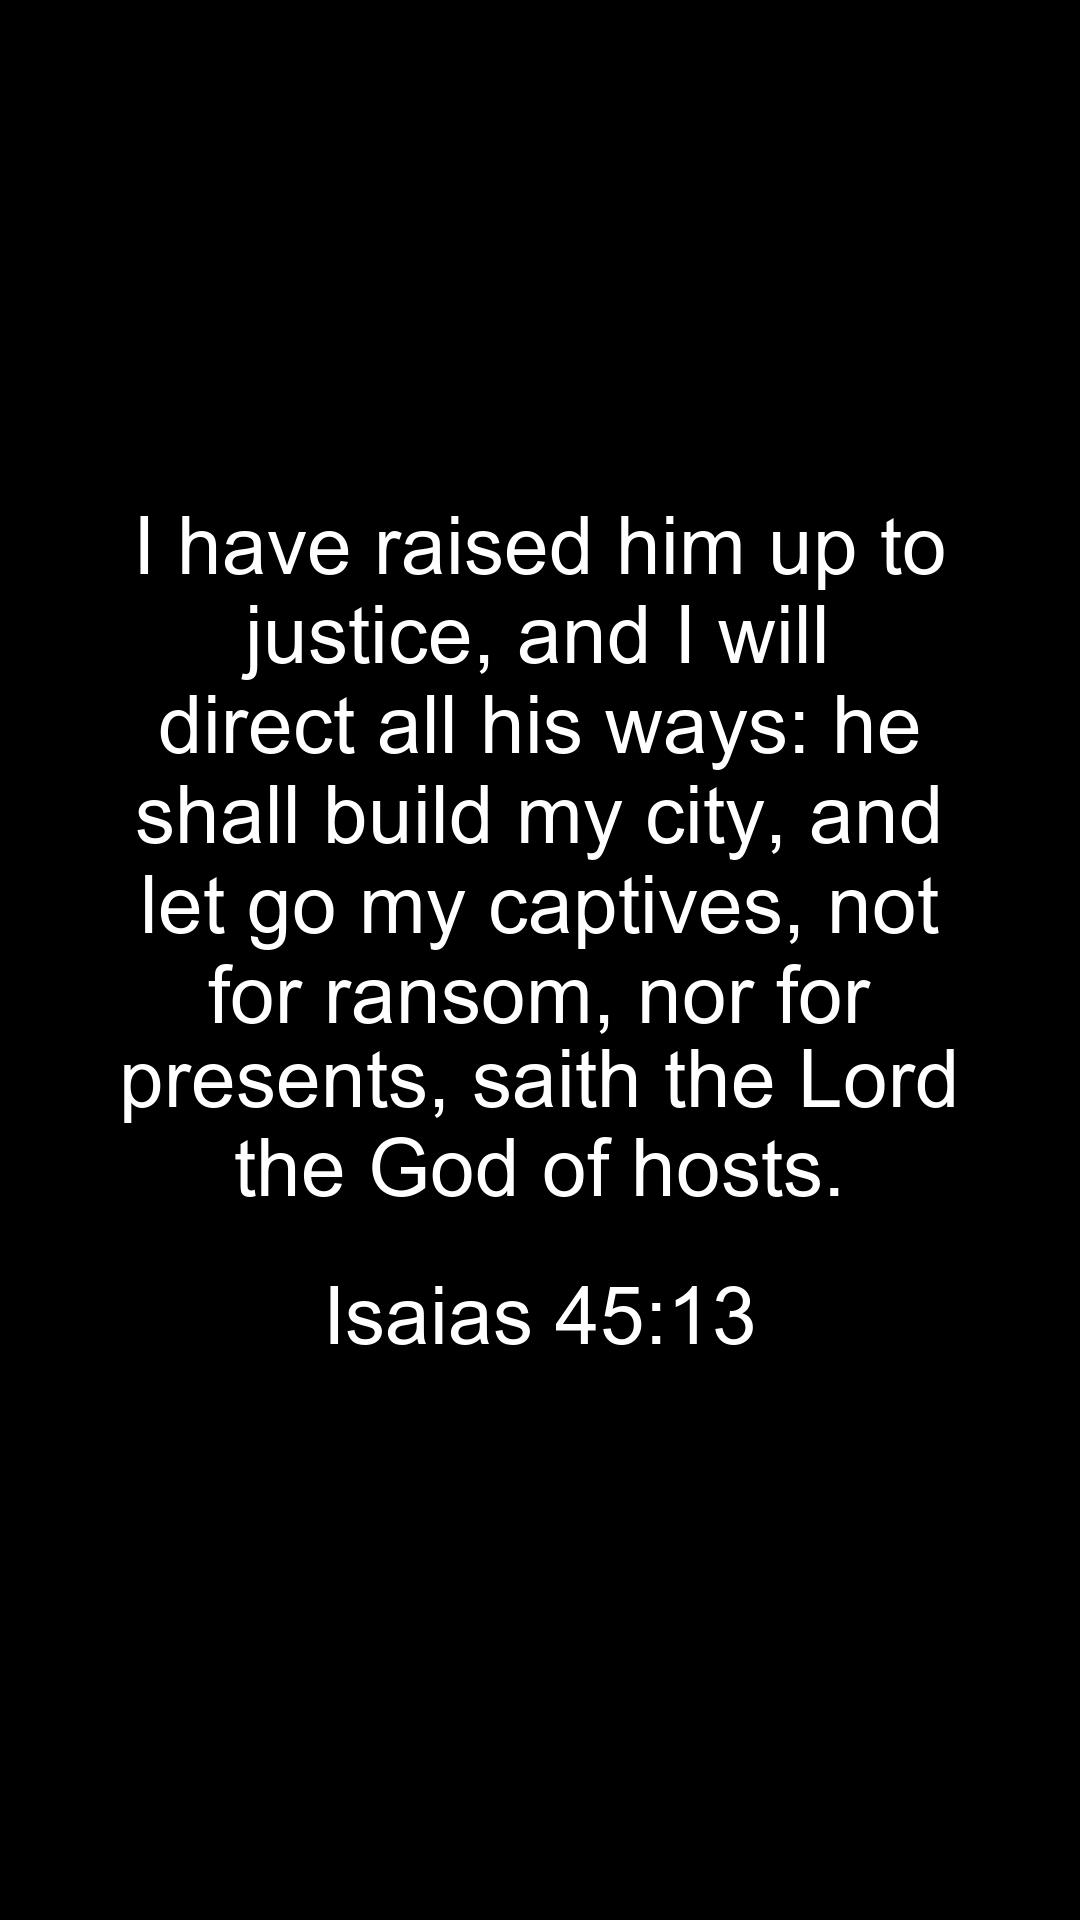 I have raised him up to
justice, and I will
direct all his ways: he
shall build my city, and
let go my captives, not
for ransom, nor for
presents, saith the Lord
the God of hosts.
Isaias 45:13